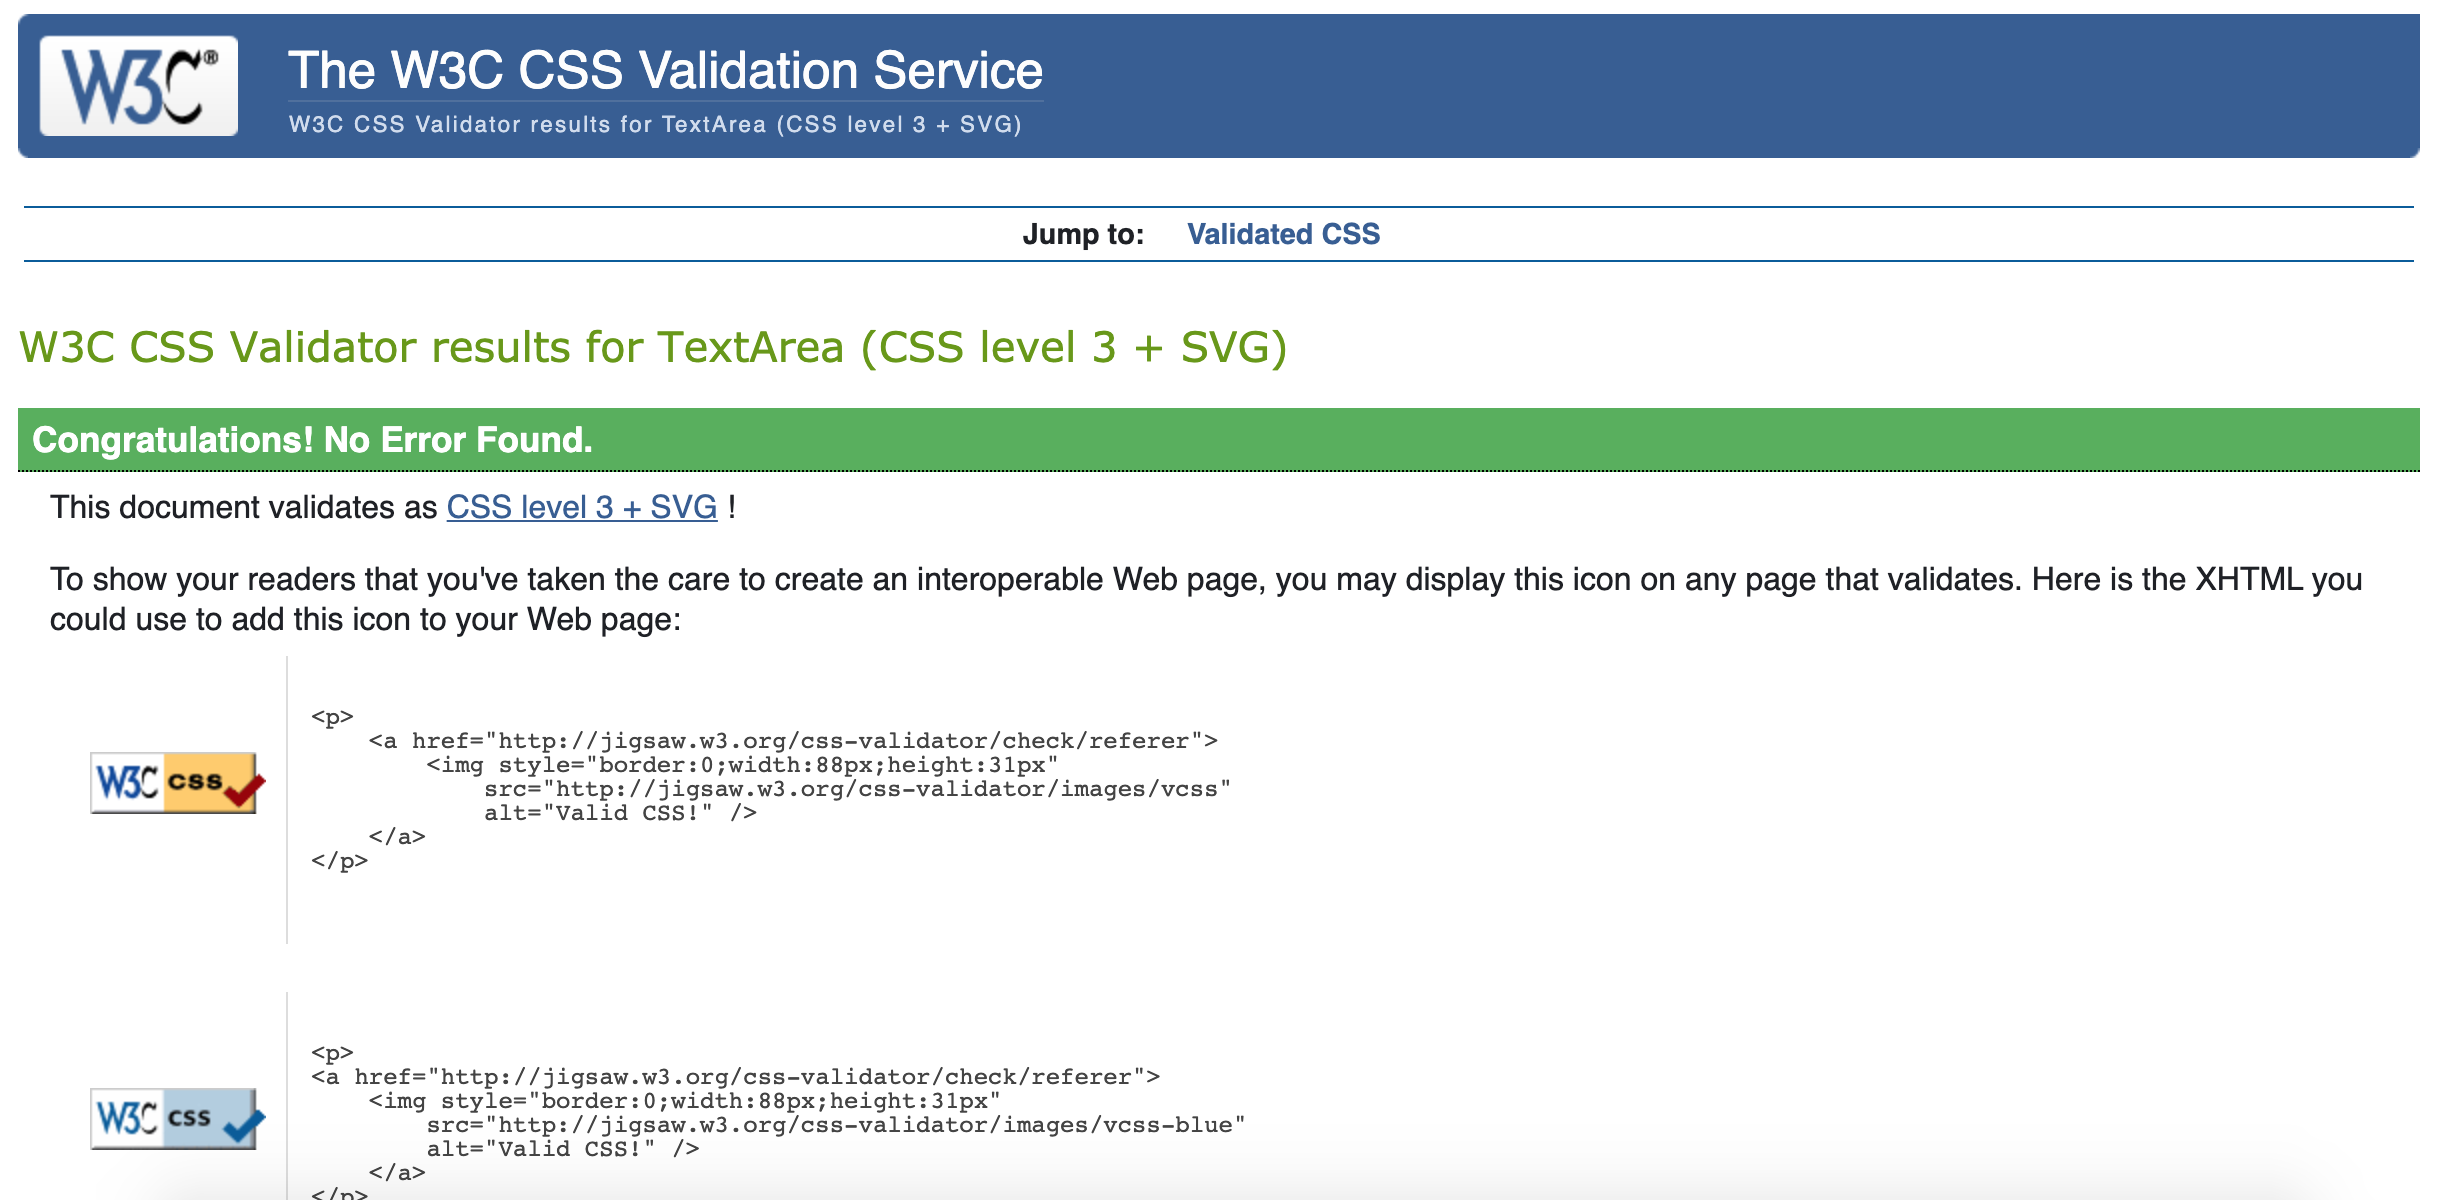 W3C®
The W3C CSS Validation Service
W3C CSS Validator results for TextArea (CSS level 3 + SVG)
Jump to: Validated CSS
W3C CSS Validator results for TextArea (CSS level 3 + SVG)
Congratulations! No Error Found.
This document validates as CSS level 3 + SVG !
To show your readers that you've taken the care to create an interoperable Web page, you may display this icon on any page that validates. Here is the XHTML you
could use to add this icon to your Web page:
W3C css
<p>
    <a href="http://jigsaw.w3.org/css-validator/check/referer">
        <img style="border:0;width:88px;height:31px"
            src="http://jigsaw.w3.org/css-validator/images/vcss"
            alt="Valid CSS!" />
    </a>
</p>
W3C css
<p>
<a href="http://jigsaw.w3.org/css-validator/check/referer">
    <img style="border:0;width:88px;height:31px"
        src="http://jigsaw.w3.org/css-validator/images/vcss-blue"
        alt="Valid CSS!" />
    </a>
</p>